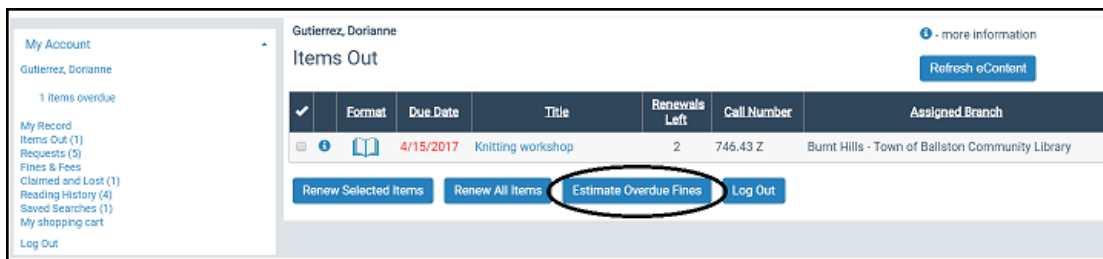 My Account
Gutierrez, Dorianne
1 items overdue
My Record
Items Out (1)
Requests (5)
Fines & Fees
Claimed and Lost (1)
Reading History (4)
Saved Searches (1)
My shopping cart
Log Out
Gutierrez, Dorianne
Items Out
- more information
Refresh eContent
Format Due Date Title Renewals Left Call Number Assigned Branch
4/15/2017 Knitting workshop 2 746.43 Z Burnt Hills - Town of Ballston Community Library
Renew Selected Items Renew All Items Estimate Overdue Fines Log Out